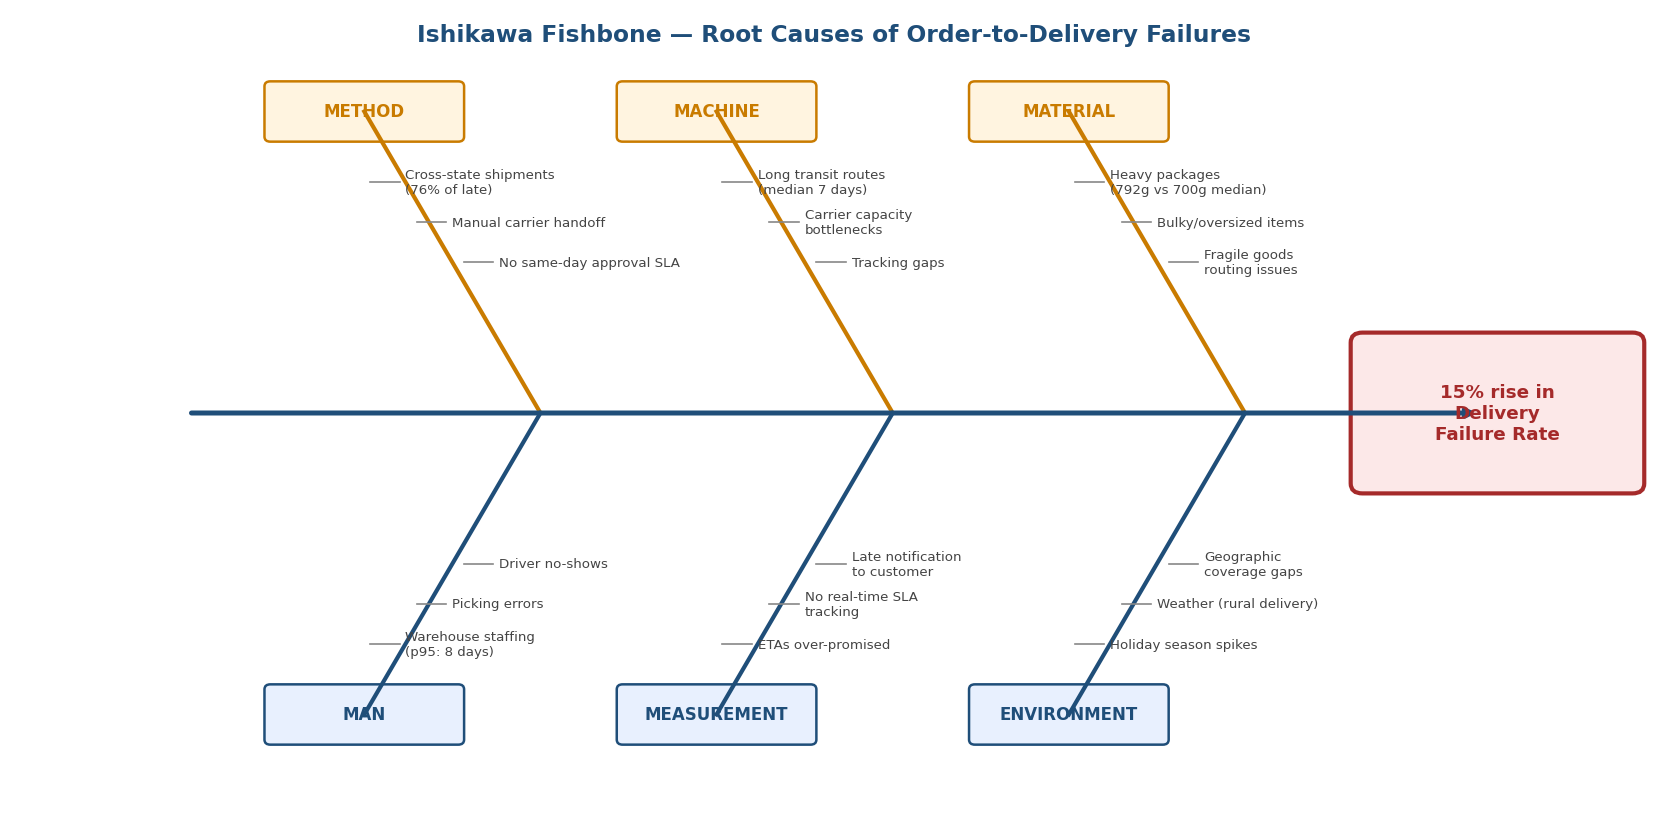 Ishikawa Fishbone — Root Causes of Order-to-Delivery Failures
METHOD
Cross-state shipments
(76% of late)
Manual carrier handoff
No same-day approval SLA
MACHINE
Long transit routes
(median 7 days)
Carrier capacity
bottlenecks
Tracking gaps
MATERIAL
Heavy packages
(792g vs 700g median)
Bulky/oversized items
Fragile goods
routing issues
15% rise in
Delivery
Failure Rate
Driver no-shows
Picking errors
Warehouse staffing
(p95: 8 days)
MAN
Late notification
to customer
No real-time SLA
tracking
ETAs over-promised
MEASUREMENT
Geographic
coverage gaps
Weather (rural delivery)
Holiday season spikes
ENVIRONMENT